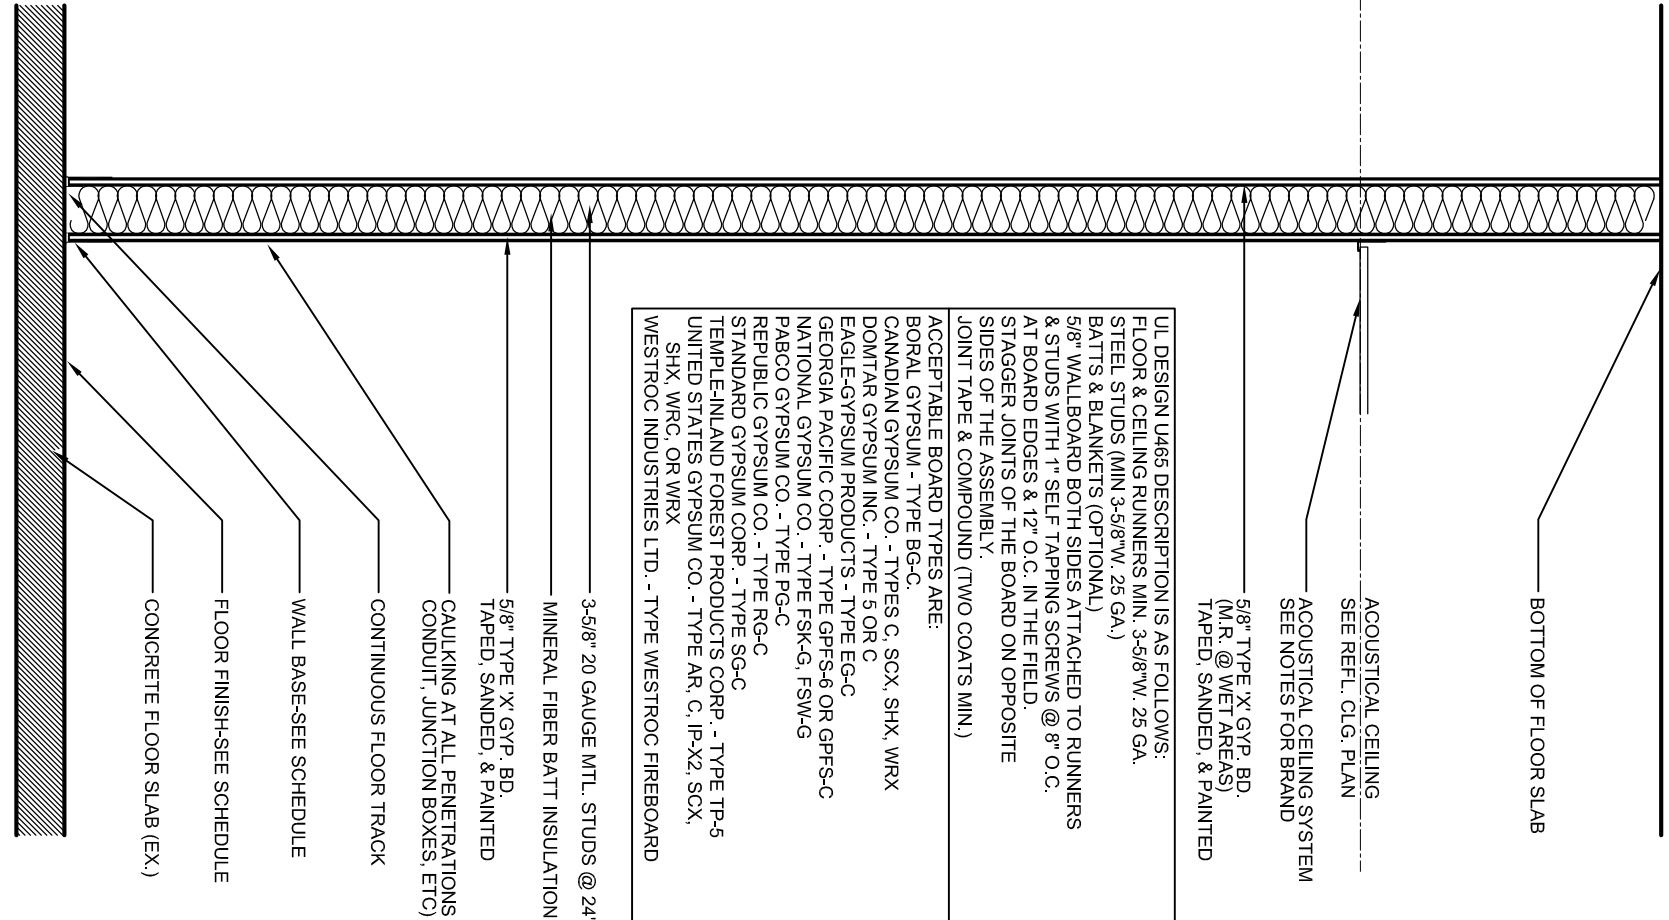 BOTTOM OF FLOOR SLAB
ACOUSTICAL CEILING
SEE REFL. CLG. PLAN
ACOUSTICAL CEILING SYSTEM
SEE NOTES FOR BRAND
5/8" TYPE 'X' GYP. BD.
(M.R. @ WET AREAS)
TAPED, SANDED, & PAINTED
UL DESIGN U465 DESCRIPTION IS AS FOLLOWS:
FLOOR & CEILING RUNNERS MIN. 3-5/8"W. 25 GA.
STEEL STUDS (MIN 3-5/8"W. 25 GA.)
BATTS & BLANKETS (OPTIONAL)
5/8" WALLBOARD BOTH SIDES ATTACHED TO RUNNERS
& STUDS WITH 1" SELF TAPPING SCREWS @ 8" O.C.
AT BOARD EDGES & 12" O.C. IN THE FIELD.
STAGGER JOINTS OF THE BOARD ON OPPOSITE
SIDES OF THE ASSEMBLY.
JOINT TAPE & COMPOUND (TWO COATS MIN.)
ACCEPTABLE BOARD TYPES ARE:
BORAL GYPSUM - TYPE BG-C.
CANADIAN GYPSUM CO. - TYPES C, SCX, SHX, WRX
DOMTAR GYPSUM INC. - TYPE 5 OR C
EAGLE-GYPSUM PRODUCTS - TYPE EG-C
GEORGIA PACIFIC CORP. - TYPE GPFS-6 OR GPFS-C
NATIONAL GYPSUM CO. - TYPE FSK-G, FSW-G
PABCO GYPSUM CO. - TYPE PG-C
REPUBLIC GYPSUM CO. - TYPE RG-C
STANDARD GYPSUM CORP. - TYPE SG-C
TEMPLE-INLAND FOREST PRODUCTS CORP. - TYPE TP-5
UNITED STATES GYPSUM CO. - TYPE AR, C, IP-X2, SCX,
SHX, WRC, OR WRX
WESTROC INDUSTRIES LTD. - TYPE WESTROC FIREBOARD
3-5/8" 20 GAUGE MTL. STUDS @ 24"
MINERAL FIBER BATT INSULATION
5/8" TYPE 'X' GYP. BD.
TAPED, SANDED, & PAINTED
CAULKING AT ALL PENETRATIONS
CONDUIT, JUNCTION BOXES, ETC)
CONTINUOUS FLOOR TRACK
WALL BASE-SEE SCHEDULE
FLOOR FINISH-SEE SCHEDULE
CONCRETE FLOOR SLAB (EX.)